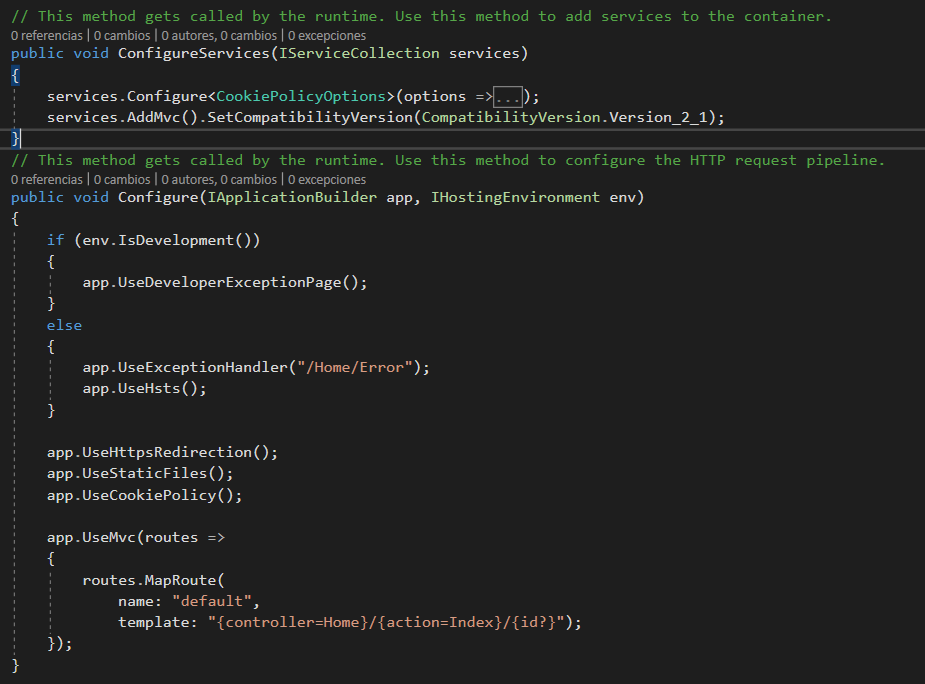 // This method gets called by the runtime. Use this method to add services to the container.
0 referencias | 0 cambios | 0 autores, 0 cambios | 0 excepciones
public void ConfigureServices(IServiceCollection services)
{
    services.Configure<CookiePolicyOptions>(options =>...);
    services.AddMvc().SetCompatibilityVersion(CompatibilityVersion.Version_2_1);
}
// This method gets called by the runtime. Use this method to configure the HTTP request pipeline.
0 referencias | 0 cambios | 0 autores, 0 cambios | 0 excepciones
public void Configure(IApplicationBuilder app, IHostingEnvironment env)
{
    if (env.IsDevelopment())
    {
        app.UseDeveloperExceptionPage();
    }
    else
    {
        app.UseExceptionHandler("/Home/Error");
        app.UseHsts();
    }

    app.UseHttpsRedirection();
    app.UseStaticFiles();
    app.UseCookiePolicy();

    app.UseMvc(routes =>
    {
        routes.MapRoute(
            name: "default",
            template: "{controller=Home}/{action=Index}/{id?}");
    });
}